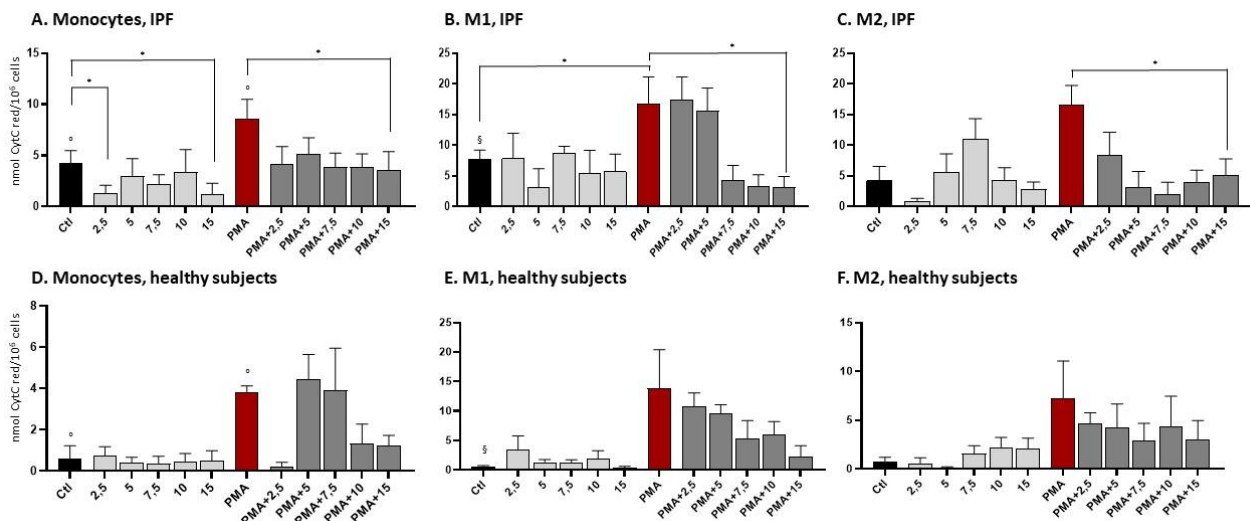 A. Monocytes, IPF
nmol CytC red/10⁶ cells
15
10
5
0
*
*
*
°
°
Ctl
2,5
5
7,5
10
15
PMA
PMA+2,5
PMA+5
PMA+7,5
PMA+10
PMA+15
B. M1, IPF
25
20
15
10
5
0
*
*
§
Ctl
2,5
5
7,5
10
15
PMA
PMA+2,5
PMA+5
PMA+7,5
PMA+10
PMA+15
C. M2, IPF
25
20
15
10
5
0
*
Ctl
2,5
5
7,5
10
15
PMA
PMA+2,5
PMA+5
PMA+7,5
PMA+10
PMA+15
D. Monocytes, healthy subjects
nmol CytC red/10⁶ cells
8
6
4
2
0
°
°
Ctl
2,5
5
7,5
10
15
PMA
PMA+2,5
PMA+5
PMA+7,5
PMA+10
PMA+15
E. M1, healthy subjects
25
20
15
10
5
0
§
Ctl
2,5
5
7,5
10
15
PMA
PMA+2,5
PMA+5
PMA+7,5
PMA+10
PMA+15
F. M2, healthy subjects
15
10
5
0
Ctl
2,5
5
7,5
10
15
PMA
PMA+2,5
PMA+5
PMA+7,5
PMA+10
PMA+15